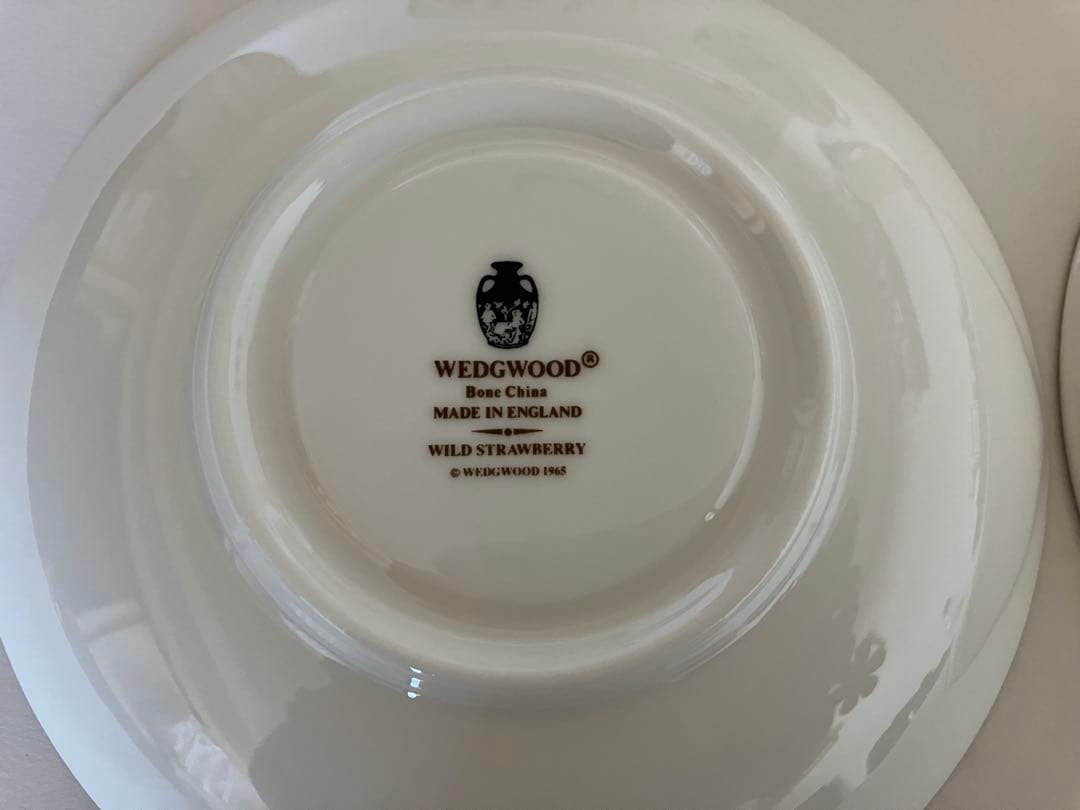 WEDGWOOD®
Bone China
MADE IN ENGLAND
WILD STRAWBERRY
© WEDGWOOD 1965